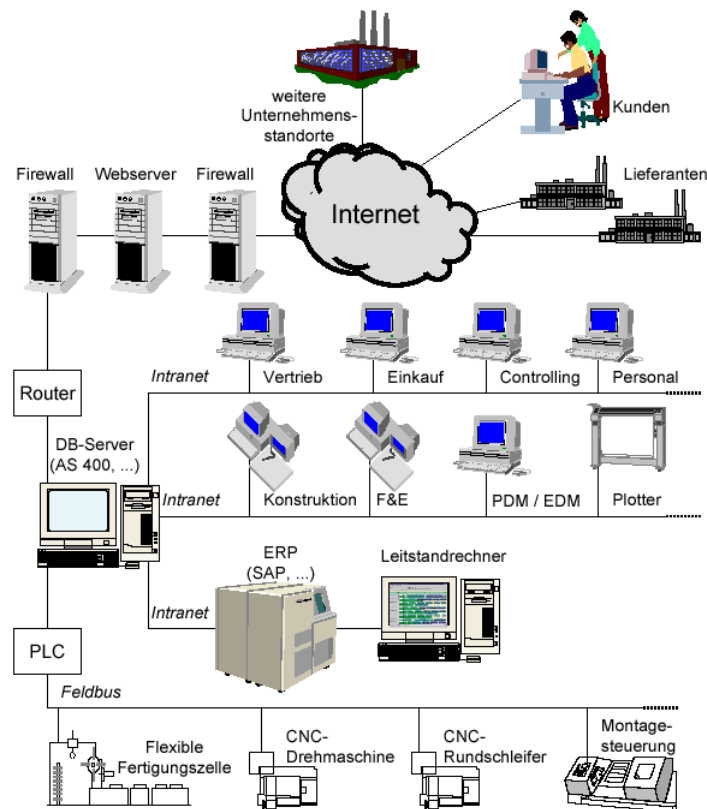 weitere
Unternehmens-
standorte
Kunden
Firewall
Webserver
Firewall
Lieferanten
Internet
Router
Intranet
Vertrieb
Einkauf
Controlling
Personal
DB-Server
(AS 400, ...)
Intranet
Konstruktion
F&E
PDM / EDM
Plotter
ERP
(SAP, ...)
Leitstandrechner
Intranet
PLC
Feldbus
Flexible
Fertigungszelle
CNC-
Drehmaschine
CNC-
Rundschleifer
Montage-
steuerung